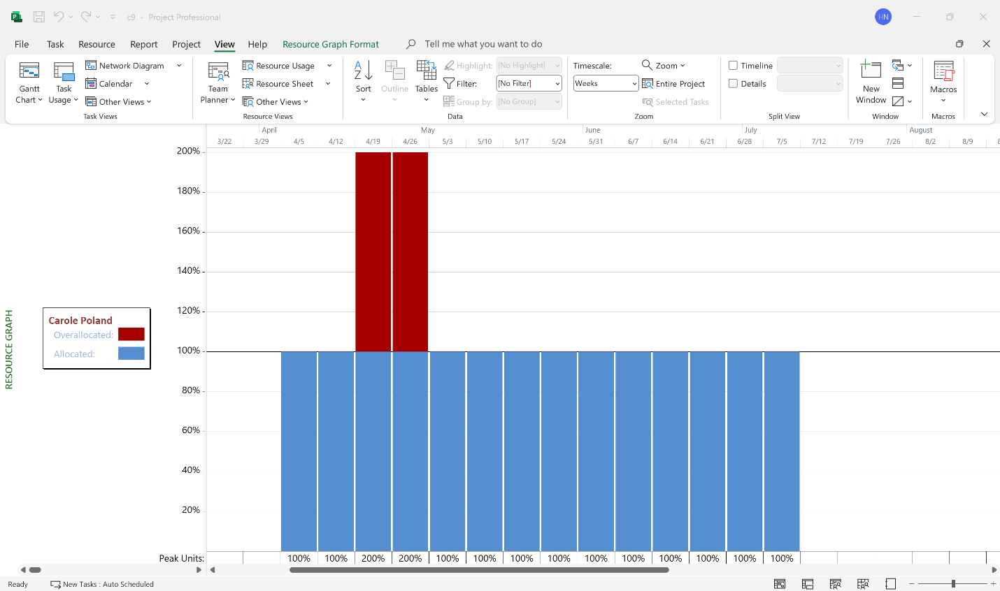 c9 - Project Professional
HN
File Task Resource Report Project View Help Resource Graph Format Tell me what you want to do
Gantt Chart
Task Usage
Network Diagram
Calendar
Other Views
Task Views
Team Planner
Resource Usage
Resource Sheet
Other Views
Resource Views
A Z
Sort
Outline
Tables
Highlight: [No Highlight]
Filter: [No Filter]
Group by: [No Group]
Data
Timescale:
Weeks
Zoom
Entire Project
Selected Tasks
Zoom
Timeline
Details
Split View
New Window
Window
Macros
Macros
April May June July August
3/22 3/29 4/5 4/12 4/19 4/26 5/3 5/10 5/17 5/24 5/31 6/7 6/14 6/21 6/28 7/5 7/12 7/19 7/26 8/2 8/9 8
200%
180%
160%
140%
120%
100%
80%
60%
40%
20%
RESOURCE GRAPH
Carole Poland
Overallocated:
Allocated:
Peak Units: 100% 100% 200% 200% 100% 100% 100% 100% 100% 100% 100% 100% 100% 100%
Ready New Tasks : Auto Scheduled